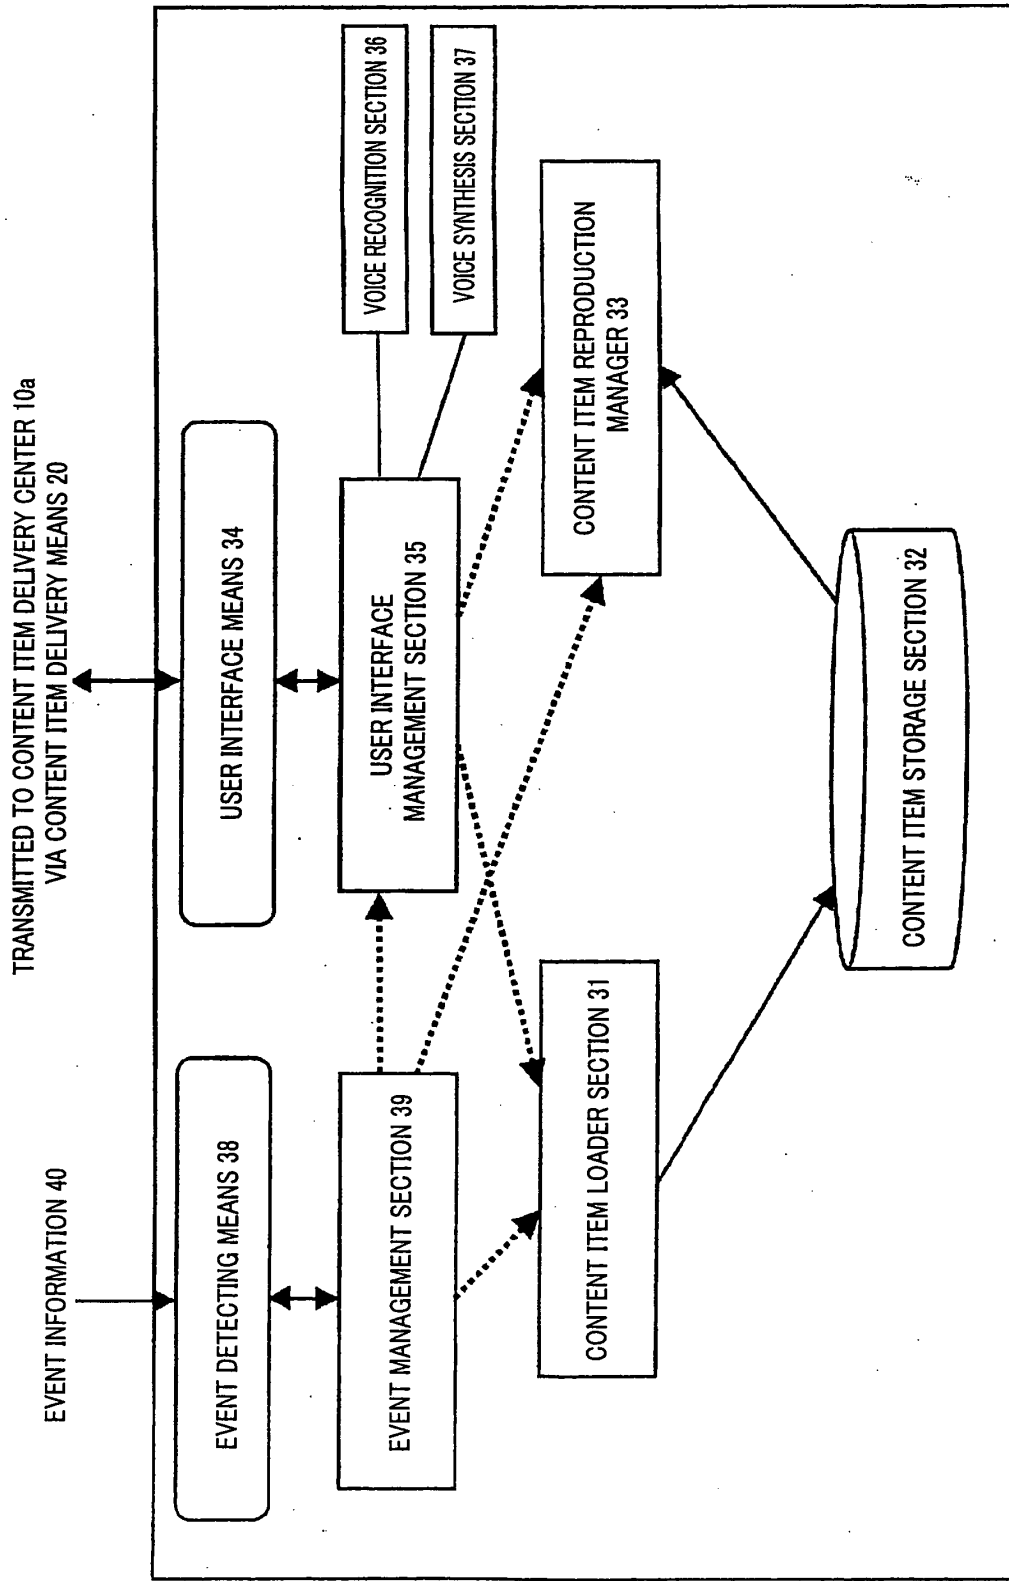 TRANSMITTED TO CONTENT ITEM DELIVERY CENTER 10a
VIA CONTENT ITEM DELIVERY MEANS 20
EVENT INFORMATION 40
EVENT DETECTING MEANS 38
USER INTERFACE MEANS 34
EVENT MANAGEMENT SECTION 39
USER INTERFACE
MANAGEMENT SECTION 35
VOICE RECOGNITION SECTION 36
VOICE SYNTHESIS SECTION 37
CONTENT ITEM LOADER SECTION 31
CONTENT ITEM REPRODUCTION
MANAGER 33
CONTENT ITEM STORAGE SECTION 32